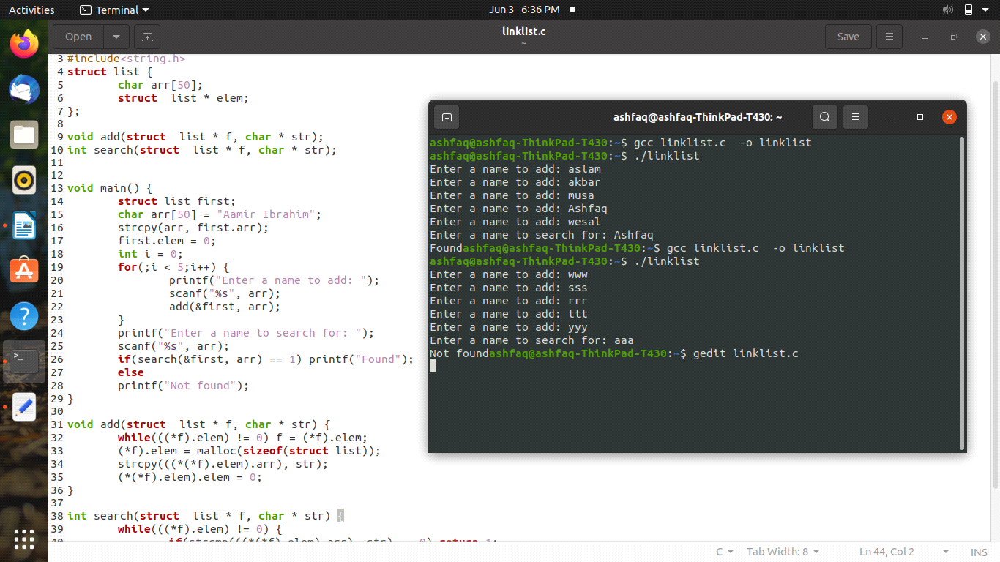 Activities
Terminal
Jun 3 6:36 PM
Open
linklist.c
~
Save
3 #include<string.h>
4 struct list {
5         char arr[50];
6         struct  list * elem;
7 };
8
9 void add(struct  list * f, char * str);
10 int search(struct  list * f, char * str);
11
12
13 void main() {
14         struct list first;
15         char arr[50] = "Aamir Ibrahim";
16         strcpy(arr, first.arr);
17         first.elem = 0;
18         int i = 0;
19         for(;i < 5;i++) {
20                 printf("Enter a name to add: ");
21                 scanf("%s", arr);
22                 add(&first, arr);
23         }
24         printf("Enter a name to search for: ");
25         scanf("%s", arr);
26         if(search(&first, arr) == 1) printf("Found");
27         else
28         printf("Not found");
29 }
30
31 void add(struct  list * f, char * str) {
32         while(((*f).elem) != 0) f = (*f).elem;
33         (*f).elem = malloc(sizeof(struct list));
34         strcpy(((*(*f).elem).arr), str);
35         (*(*f).elem).elem = 0;
36 }
37
38 int search(struct  list * f, char * str) {
39         while(((*f).elem) != 0) {
ashfaq@ashfaq-ThinkPad-T430: ~
ashfaq@ashfaq-ThinkPad-T430:~$ gcc linklist.c  -o linklist
ashfaq@ashfaq-ThinkPad-T430:~$ ./linklist
Enter a name to add: aslam
Enter a name to add: akbar
Enter a name to add: musa
Enter a name to add: Ashfaq
Enter a name to add: wesal
Enter a name to search for: Ashfaq
Foundashfaq@ashfaq-ThinkPad-T430:~$ gcc linklist.c  -o linklist
ashfaq@ashfaq-ThinkPad-T430:~$ ./linklist
Enter a name to add: www
Enter a name to add: sss
Enter a name to add: rrr
Enter a name to add: ttt
Enter a name to add: yyy
Enter a name to search for: aaa
Not foundashfaq@ashfaq-ThinkPad-T430:~$ gedit linklist.c
C
Tab Width: 8
Ln 44, Col 2
INS